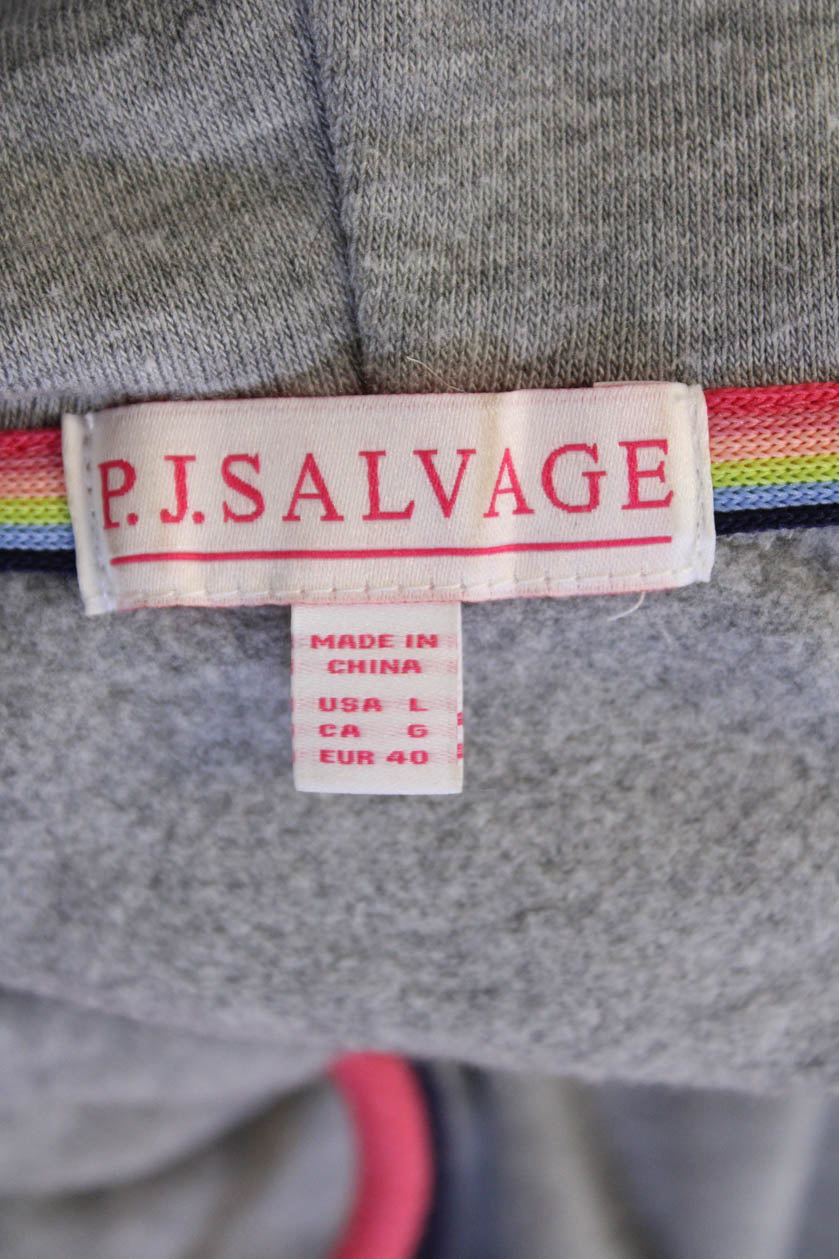 P.J.SALVAGE
MADE IN
CHINA
USA L
CA G
EUR 40